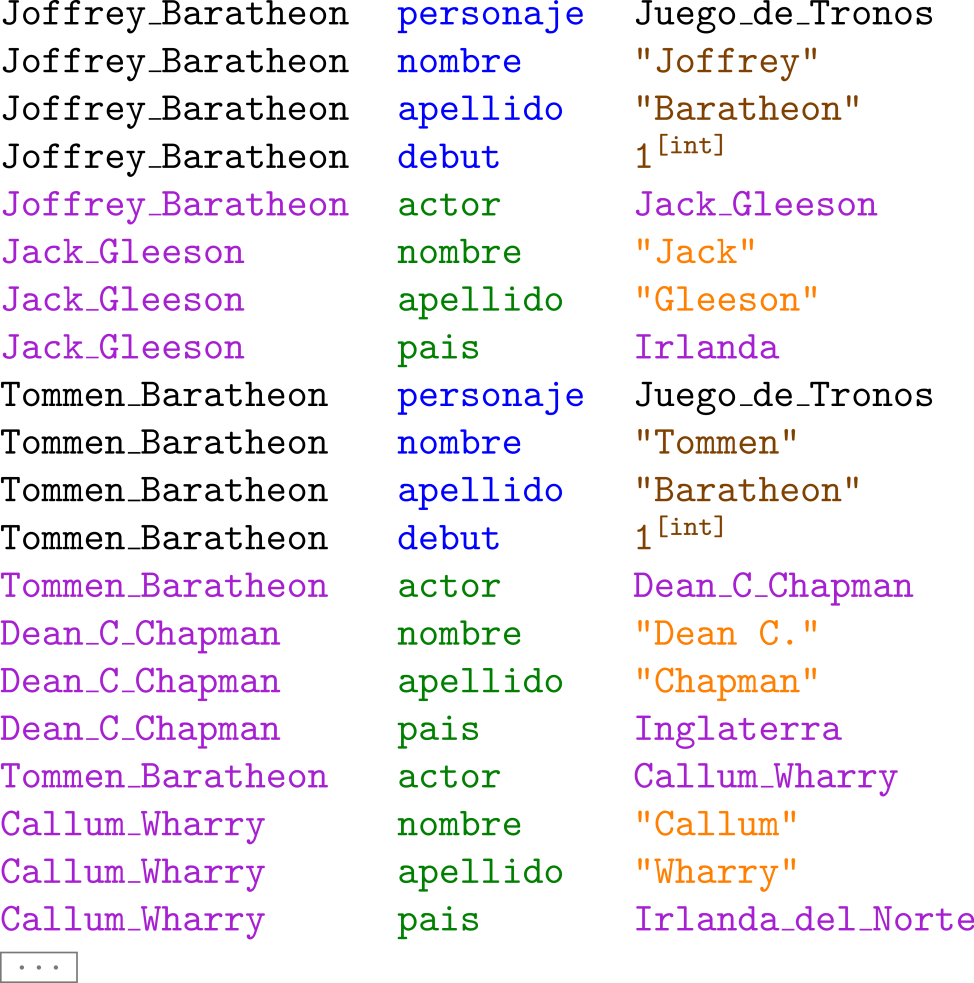 Joffrey_Baratheon personaje Juego_de_Tronos
Joffrey_Baratheon nombre "Joffrey"
Joffrey_Baratheon apellido "Baratheon"
Joffrey_Baratheon debut 1[int]
Joffrey_Baratheon actor Jack_Gleeson
Jack_Gleeson nombre "Jack"
Jack_Gleeson apellido "Gleeson"
Jack_Gleeson pais Irlanda
Tommen_Baratheon personaje Juego_de_Tronos
Tommen_Baratheon nombre "Tommen"
Tommen_Baratheon apellido "Baratheon"
Tommen_Baratheon debut 1[int]
Tommen_Baratheon actor Dean_C_Chapman
Dean_C_Chapman nombre "Dean C."
Dean_C_Chapman apellido "Chapman"
Dean_C_Chapman pais Inglaterra
Tommen_Baratheon actor Callum_Wharry
Callum_Wharry nombre "Callum"
Callum_Wharry apellido "Wharry"
Callum_Wharry pais Irlanda_del_Norte
...